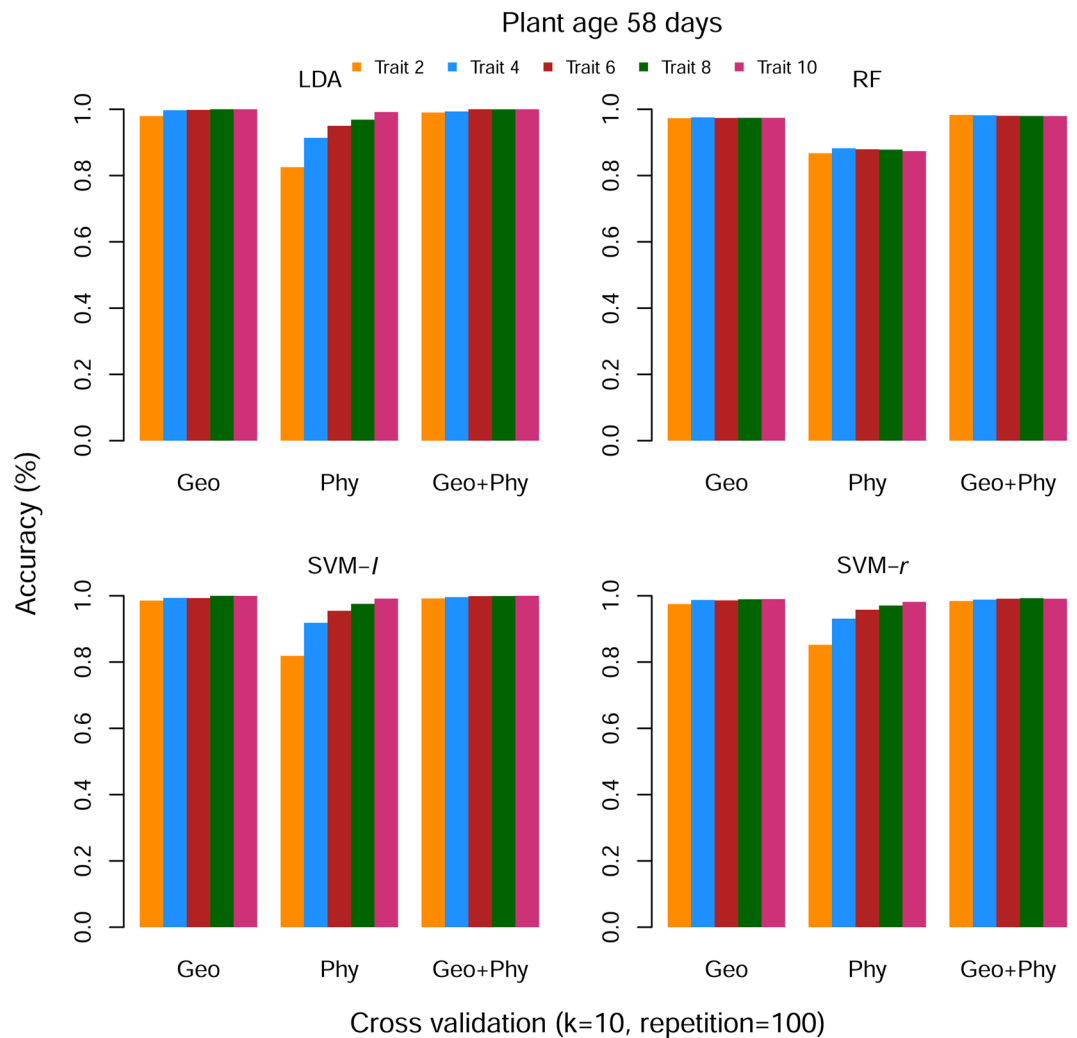 Plant age 58 days
Trait 2 Trait 4 Trait 6 Trait 8 Trait 10
LDA
1.0
0.8
0.6
0.4
0.2
0.0
Geo Phy Geo+Phy
RF
1.0
0.8
0.6
0.4
0.2
0.0
Geo Phy Geo+Phy
Accuracy (%)
SVM–l
1.0
0.8
0.6
0.4
0.2
0.0
Geo Phy Geo+Phy
SVM–r
1.0
0.8
0.6
0.4
0.2
0.0
Geo Phy Geo+Phy
Cross validation (k=10, repetition=100)